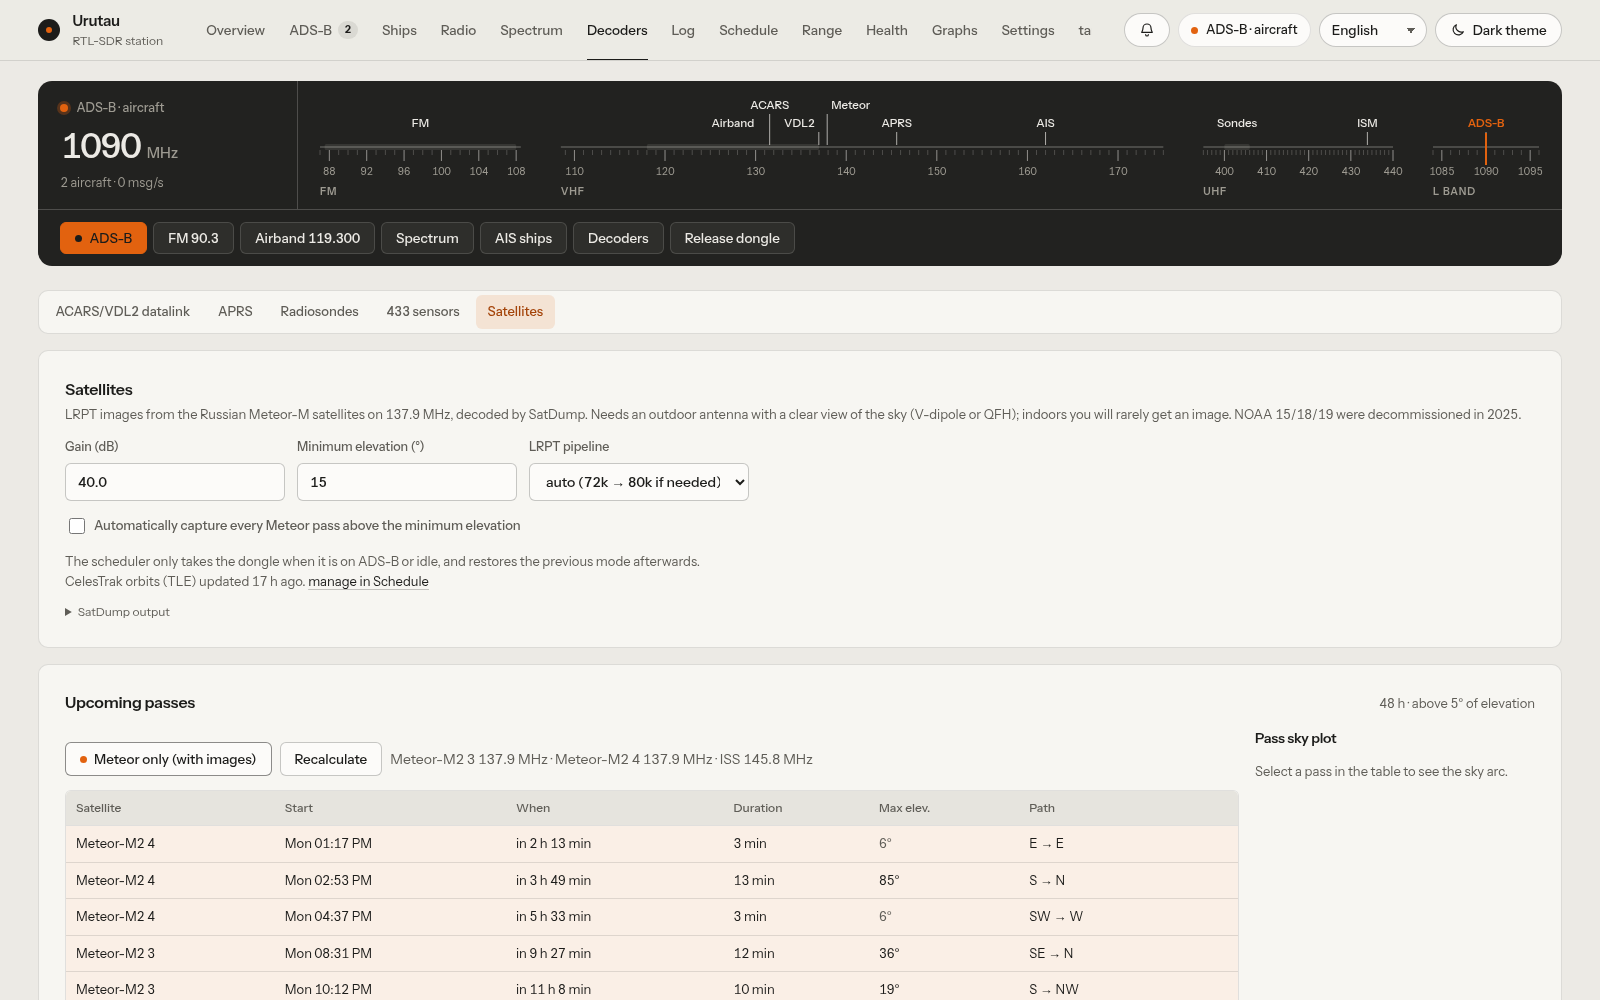 Urutau
RTL-SDR station
Overview ADS-B 2 Ships Radio Spectrum Decoders Log Schedule Range Health Graphs Settings ta
ADS-B · aircraft English Dark theme
ADS-B · aircraft
1090 MHz
2 aircraft · 0 msg/s
ACARS Meteor
FM Airband VDL2 APRS AIS Sondes ISM ADS-B
88 92 96 100 104 108 110 120 130 140 150 160 170 400 410 420 430 440 1085 1090 1095
FM VHF UHF L BAND
ADS-B FM 90.3 Airband 119.300 Spectrum AIS ships Decoders Release dongle
ACARS/VDL2 datalink APRS Radiosondes 433 sensors Satellites
Satellites
LRPT images from the Russian Meteor-M satellites on 137.9 MHz, decoded by SatDump. Needs an outdoor antenna with a clear view of the sky (V-dipole or QFH); indoors you will rarely get an image. NOAA 15/18/19 were decommissioned in 2025.
Gain (dB) Minimum elevation (°) LRPT pipeline
40.0 15 auto (72k → 80k if needed)
Automatically capture every Meteor pass above the minimum elevation
The scheduler only takes the dongle when it is on ADS-B or idle, and restores the previous mode afterwards.
CelesTrak orbits (TLE) updated 17 h ago. manage in Schedule
SatDump output
Upcoming passes 48 h · above 5° of elevation
Pass sky plot
Meteor only (with images) Recalculate Meteor-M2 3 137.9 MHz · Meteor-M2 4 137.9 MHz · ISS 145.8 MHz
Select a pass in the table to see the sky arc.
Satellite Start When Duration Max elev. Path
Meteor-M2 4 Mon 01:17 PM in 2 h 13 min 3 min 6° E → E
Meteor-M2 4 Mon 02:53 PM in 3 h 49 min 13 min 85° S → N
Meteor-M2 4 Mon 04:37 PM in 5 h 33 min 3 min 6° SW → W
Meteor-M2 3 Mon 08:31 PM in 9 h 27 min 12 min 36° SE → N
Meteor-M2 3 Mon 10:12 PM in 11 h 8 min 10 min 19° S → NW